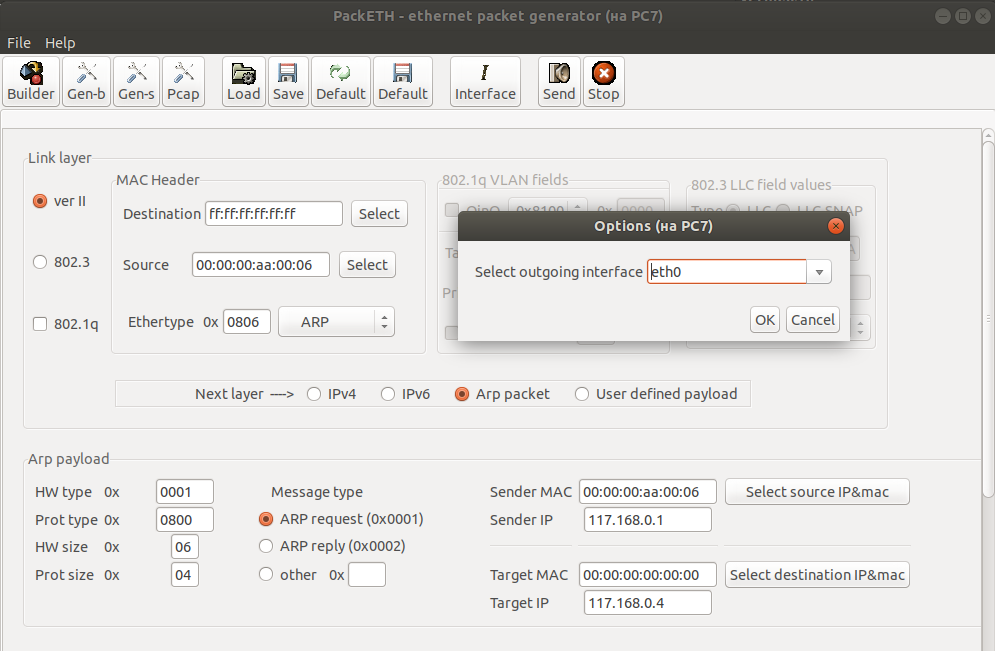 PackETH - ethernet packet generator (на PC7)
File Help
Builder Gen-b Gen-s Pcap Load Save Default Default Interface Send Stop
Link layer
MAC Header 802.1q VLAN fields 802.3 LLC field values
ver II Destination ff:ff:ff:ff:ff:ff Select
QinQ 0x8100 0x 0000 Type LLC LLC SNAP
Options (на PC7)
802.3 Source 00:00:00:aa:00:06 Select
Select outgoing interface eth0
802.1q Ethertype 0x 0806 ARP
OK Cancel
Next layer ----> IPv4 IPv6 Arp packet User defined payload
Arp payload
HW type 0x 0001 Message type Sender MAC 00:00:00:aa:00:06 Select source IP&mac
Prot type 0x 0800 ARP request (0x0001) Sender IP 117.168.0.1
HW size 0x 06 ARP reply (0x0002)
Prot size 0x 04 other 0x Target MAC 00:00:00:00:00:00 Select destination IP&mac
Target IP 117.168.0.4